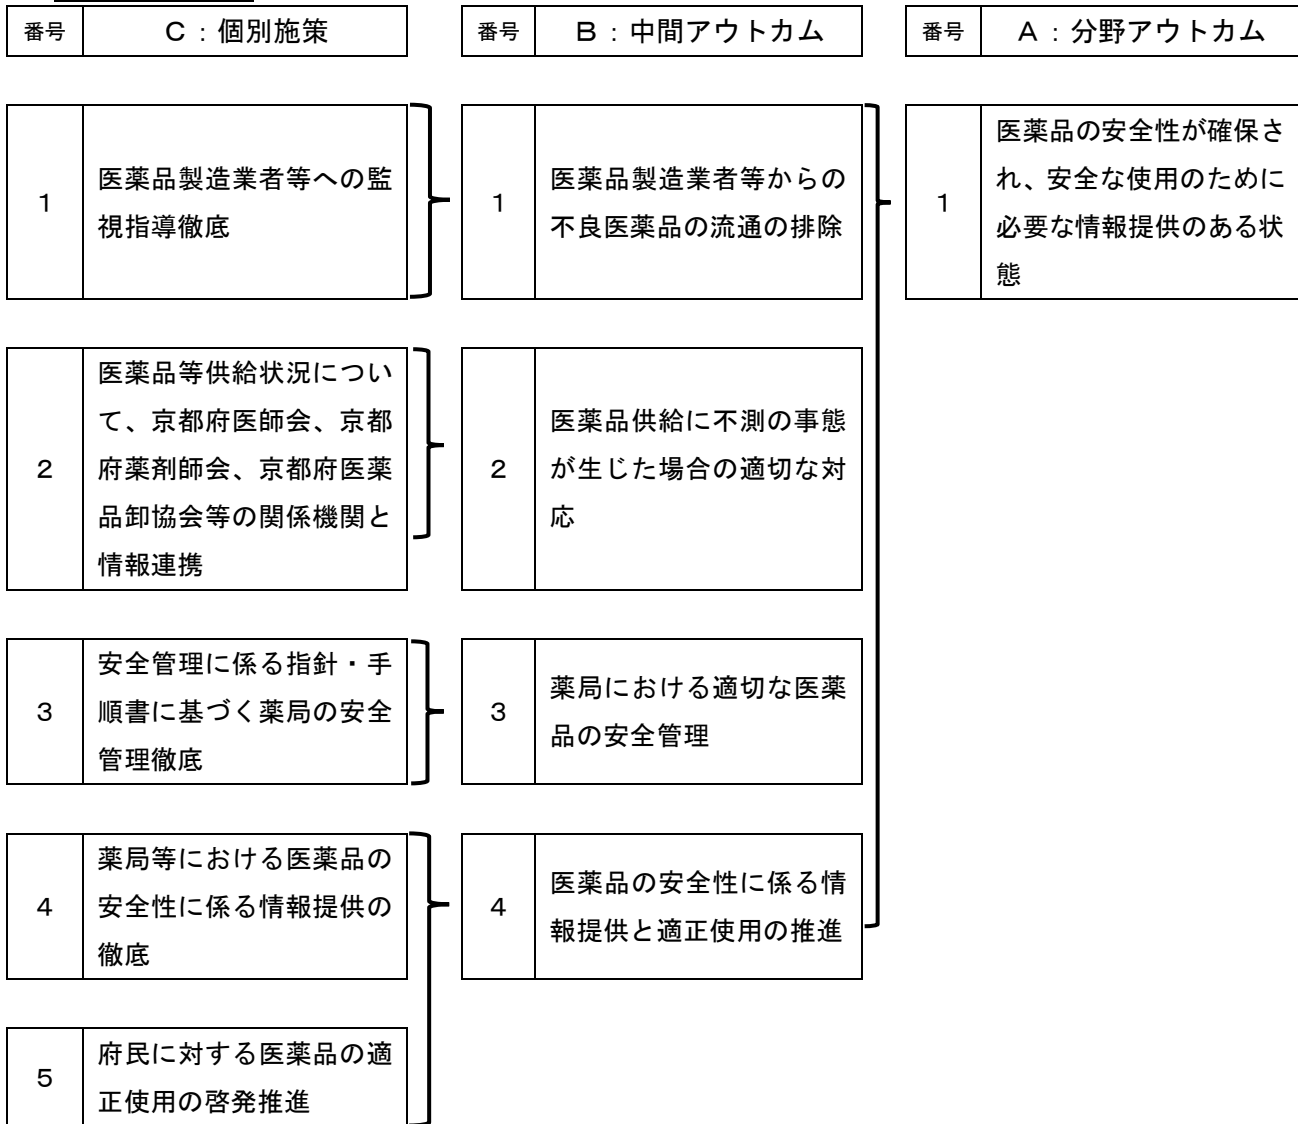 番号 C:個別施策 番号 B:中間アウトカム 番号 A:分野アウトカム
1
医薬品製造業者等への監
視指導徹底
1
医薬品製造業者等からの
不良医薬品の流通の排除
1
医薬品の安全性が確保さ
れ、安全な使用のために
必要な情報提供のある状
態
2
医薬品等供給状況につい
て、京都府医師会、京都
府薬剤師会、京都府医薬
品卸協会等の関係機関と
情報連携
2
医薬品供給に不測の事態
が生じた場合の適切な対
応
3
安全管理に係る指針・手
順書に基づく薬局の安全
管理徹底
3
薬局における適切な医薬
品の安全管理
4
薬局等における医薬品の
安全性に係る情報提供の
徹底
4
医薬品の安全性に係る情
報提供と適正使用の推進
5
府民に対する医薬品の適
正使用の啓発推進